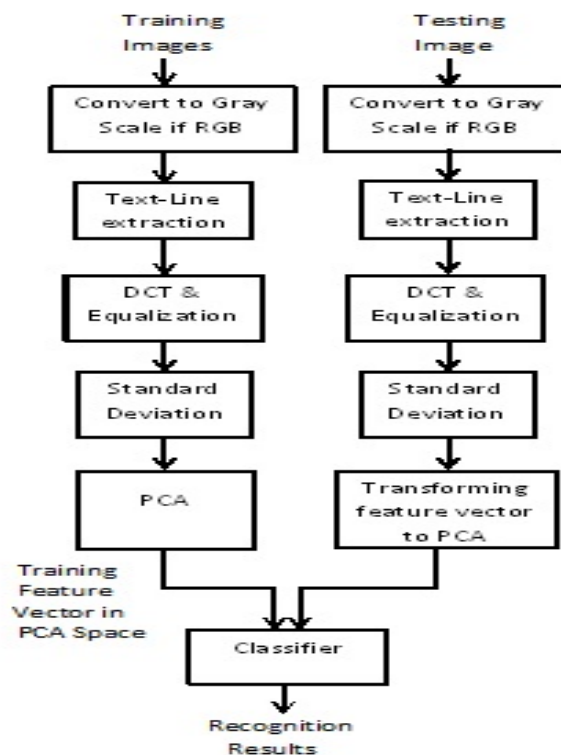 Training
Images
Convert to Gray
Scale if RGB
Text-Line
extraction
DCT &
Equalization
Standard
Deviation
PCA
Training
Feature
Vector in
PCA Space
Testing
Image
Convert to Gray
Scale if RGB
Text-Line
extraction
DCT &
Equalization
Standard
Deviation
Transforming
feature vector
to PCA
Classifier
Recognition
Results